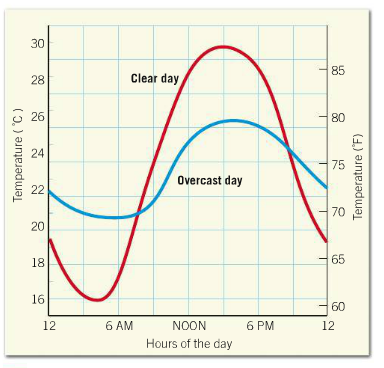 30
28
26
24
22
20
18
16
Temperature (°C)
Clear day
Overcast day
85
80
75
70
65
60
Temperature (°F)
12
6 AM
NOON
6 PM
12
Hours of the day